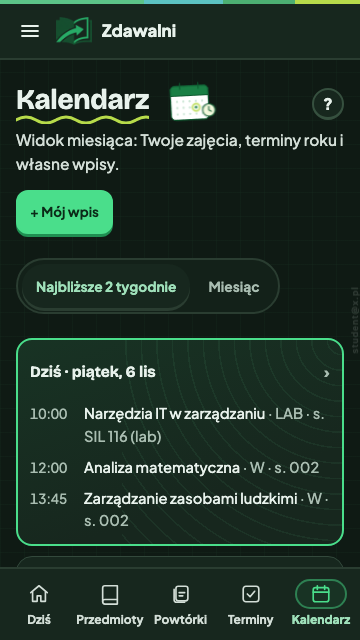 Zdawalni
Kalendarz
?
Widok miesiąca: Twoje zajęcia, terminy roku i
własne wpisy.
+ Mój wpis
Najbliższe 2 tygodnie
Miesiąc
student@x.pl
Dziś · piątek, 6 lis
›
10:00 Narzędzia IT w zarządzaniu · LAB · s.
SIL 116 (lab)
12:00 Analiza matematyczna · W · s. 002
13:45 Zarządzanie zasobami ludzkimi · W ·
s. 002
Dziś
Przedmioty
Powtórki
Terminy
Kalendarz